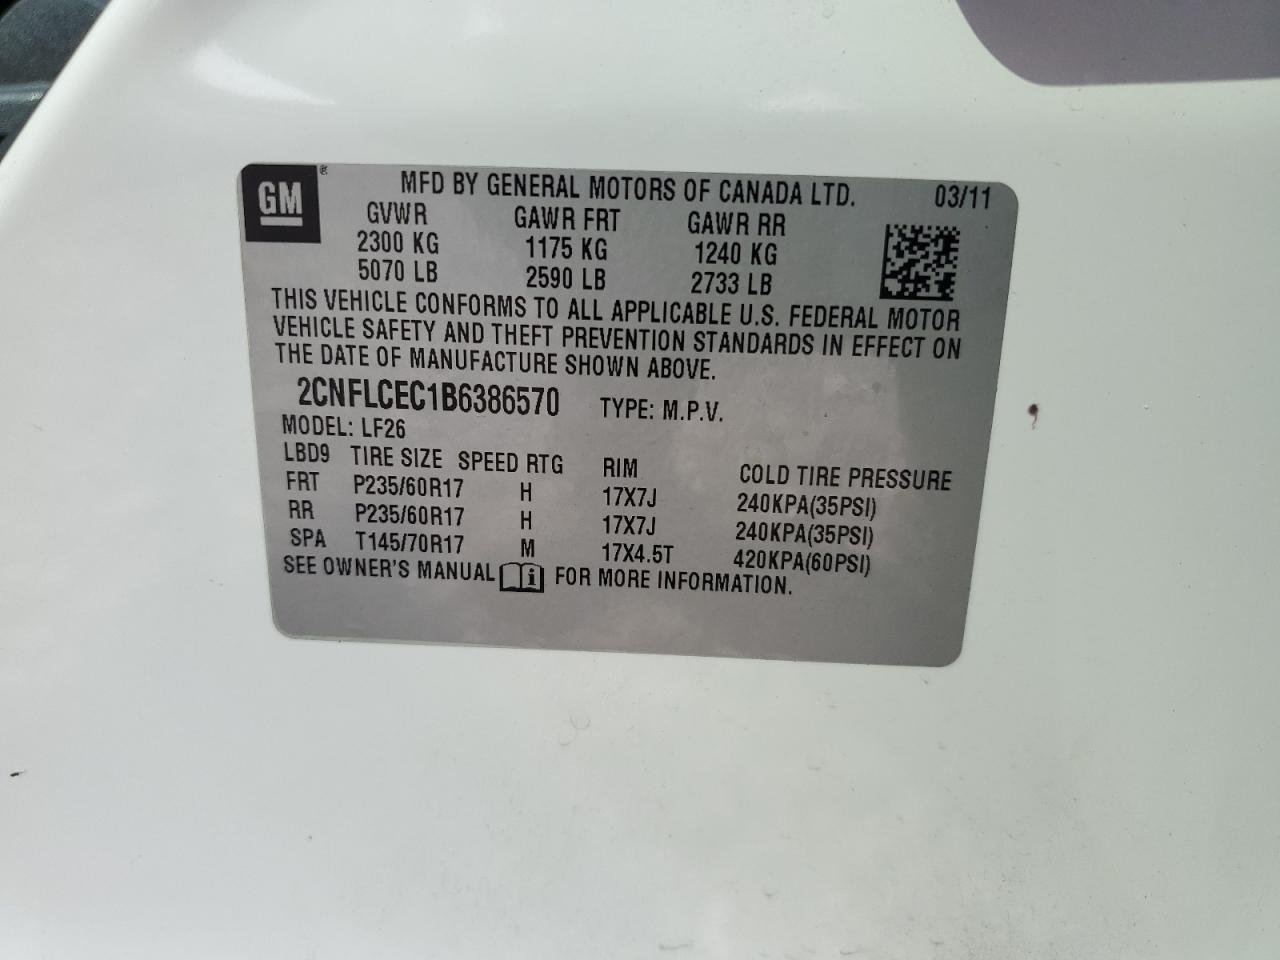 GM ®
MFD BY GENERAL MOTORS OF CANADA LTD. 03/11
GVWR GAWR FRT GAWR RR
2300 KG 1175 KG 1240 KG
5070 LB 2590 LB 2733 LB
THIS VEHICLE CONFORMS TO ALL APPLICABLE U.S. FEDERAL MOTOR
VEHICLE SAFETY AND THEFT PREVENTION STANDARDS IN EFFECT ON
THE DATE OF MANUFACTURE SHOWN ABOVE.
2CNFLCEC1B6386570 TYPE: M.P.V.
MODEL: LF26
LBD9 TIRE SIZE SPEED RTG RIM COLD TIRE PRESSURE
FRT P235/60R17 H 17X7J 240KPA(35PSI)
RR P235/60R17 H 17X7J 240KPA(35PSI)
SPA T145/70R17 M 17X4.5T 420KPA(60PSI)
SEE OWNER'S MANUAL FOR MORE INFORMATION.